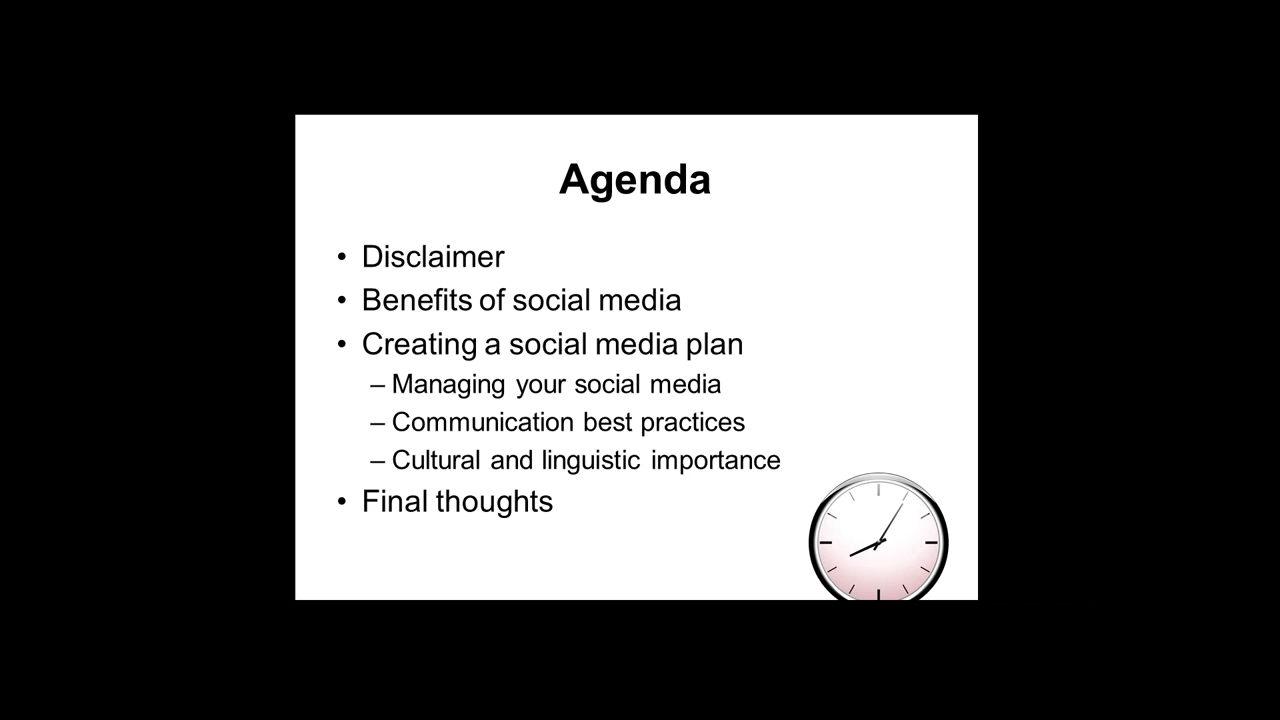 Agenda
• Disclaimer
• Benefits of social media
• Creating a social media plan
– Managing your social media
– Communication best practices
– Cultural and linguistic importance
• Final thoughts